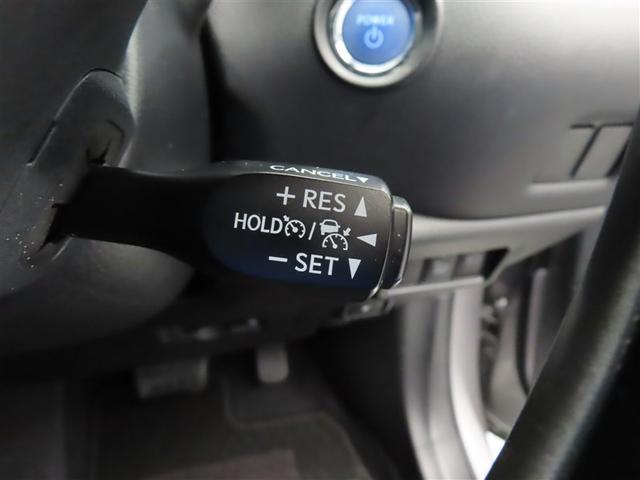 POWER
CANCEL▼
+ RES ▲
HOLD / ◀
− SET ▼